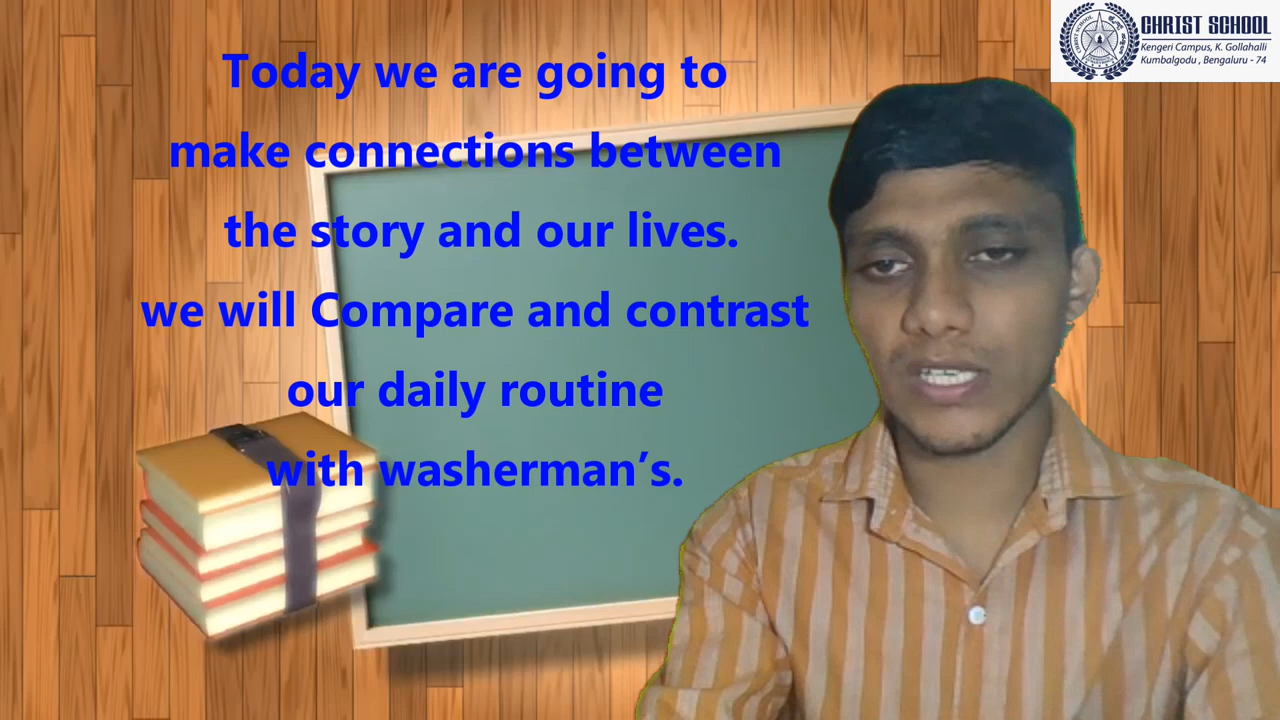 CHRIST SCHOOL
Kengeri Campus, K. Gollahalli
Kumbalgodu , Bengaluru - 74
Today we are going to
make connections between
the story and our lives.
we will Compare and contrast
our daily routine
with washerman’s.